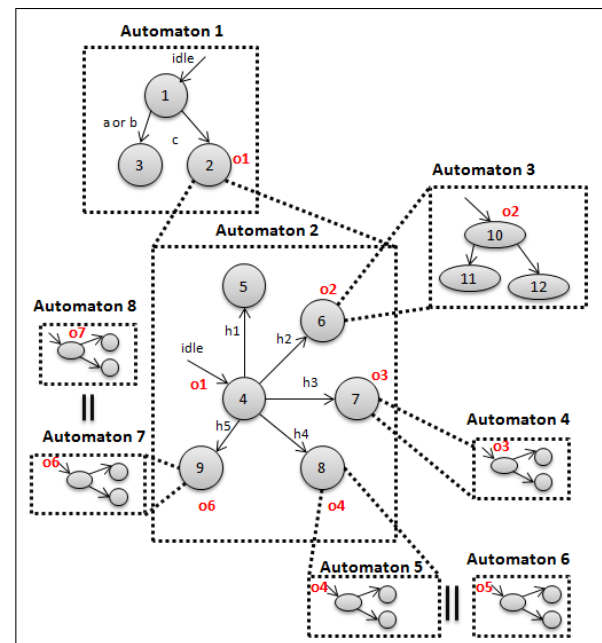 Automaton 1
idle
1
a or b
c
3
2
o1
Automaton 3
o2
10
11
12
Automaton 2
5
o2
6
h1
h2
idle
o1
4
h3
o3
7
h5
h4
9
o6
8
o4
Automaton 8
o7
||
Automaton 7
o6
Automaton 4
o3
Automaton 5
o4
||
Automaton 6
o5